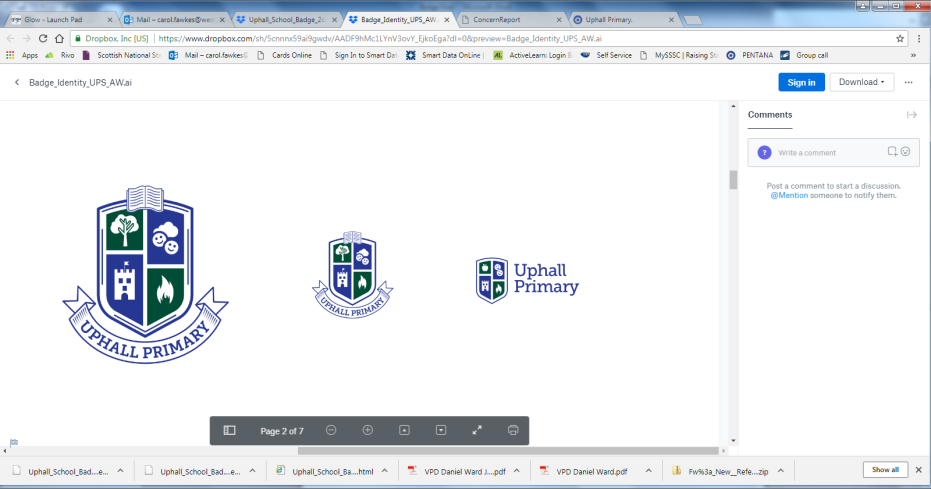 Glow - Launch Pad
Mail – carol.fawkes@wes
Uphall_School_Badge_2
Badge_Identity_UPS_AW.
ConcernReport
Uphall Primary.
Dropbox, Inc [US] | https://www.dropbox.com/sh/5cnnnx59ai9gwdv/AADF9hMc1LYnV3ovY_EjkoEga?dl=0&preview=Badge_Identity_UPS_AW.ai
Apps Rivo Scottish National St Mail – carol.fawkes@ Cards Online Sign In to Smart Dat Smart Data OnLine | ActiveLearn: Login Self Service MySSSC | Raising St PENTANA Group call »
Badge_Identity_UPS_AW.ai
Sign in
Download
Comments
Write a comment
Post a comment to start a discussion.
@Mention someone to notify them.
UPHALL PRIMARY
UPHALL PRIMARY
Uphall
Primary
Page 2 of 7
Uphall_School_Bad....e...
Uphall_School_Bad....e...
Uphall_School_Ba....html
VPD Daniel Ward J....pdf
VPD Daniel Ward.pdf
Fw%3a_New__Refe....zip
Show all